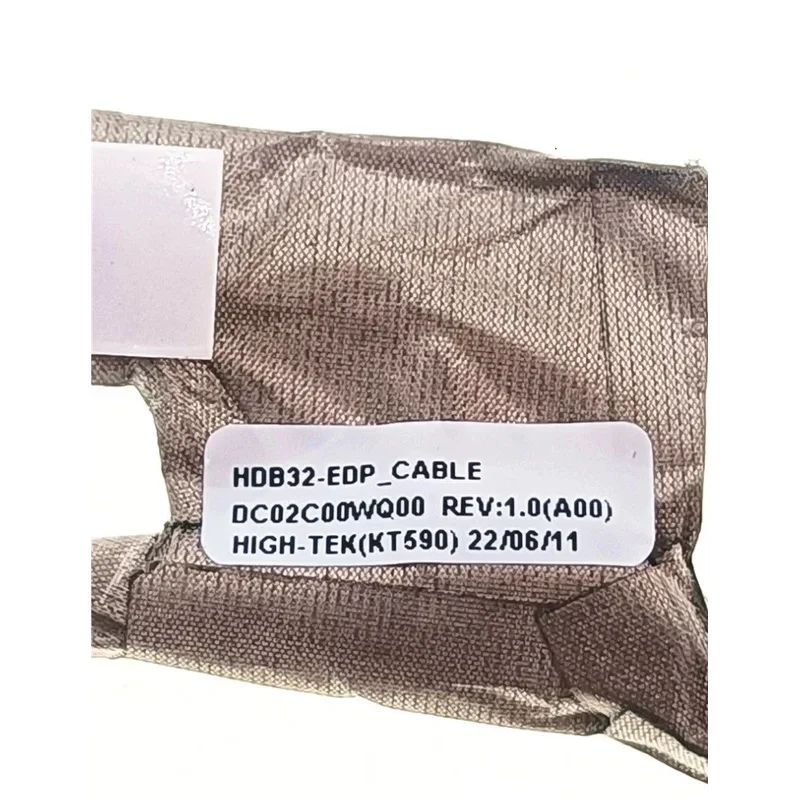 HDB32-EDP_CABLE
DC02C00WQ00 REV:1.0(A00)
HIGH-TEK(KT590) 22/06/11